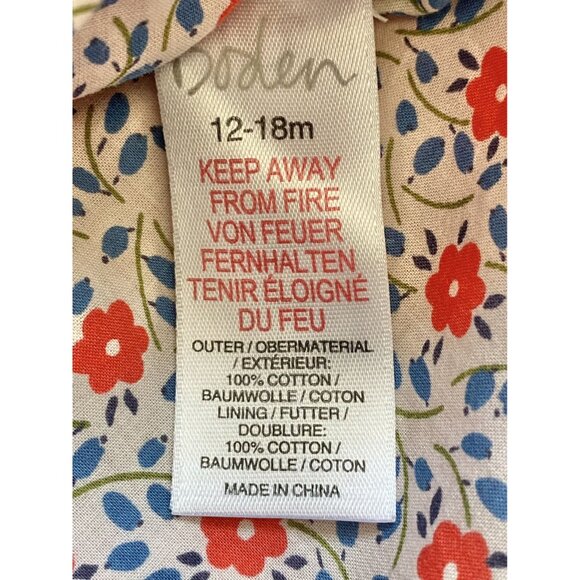 Boden
12-18m
KEEP AWAY
FROM FIRE
VON FEUER
FERNHALTEN
TENIR ÉLOIGNÉ
DU FEU
OUTER / OBERMATERIAL
/ EXTÉRIEUR:
100% COTTON /
BAUMWOLLE / COTON
LINING / FUTTER /
DOUBLURE:
100% COTTON /
BAUMWOLLE / COTON
MADE IN CHINA